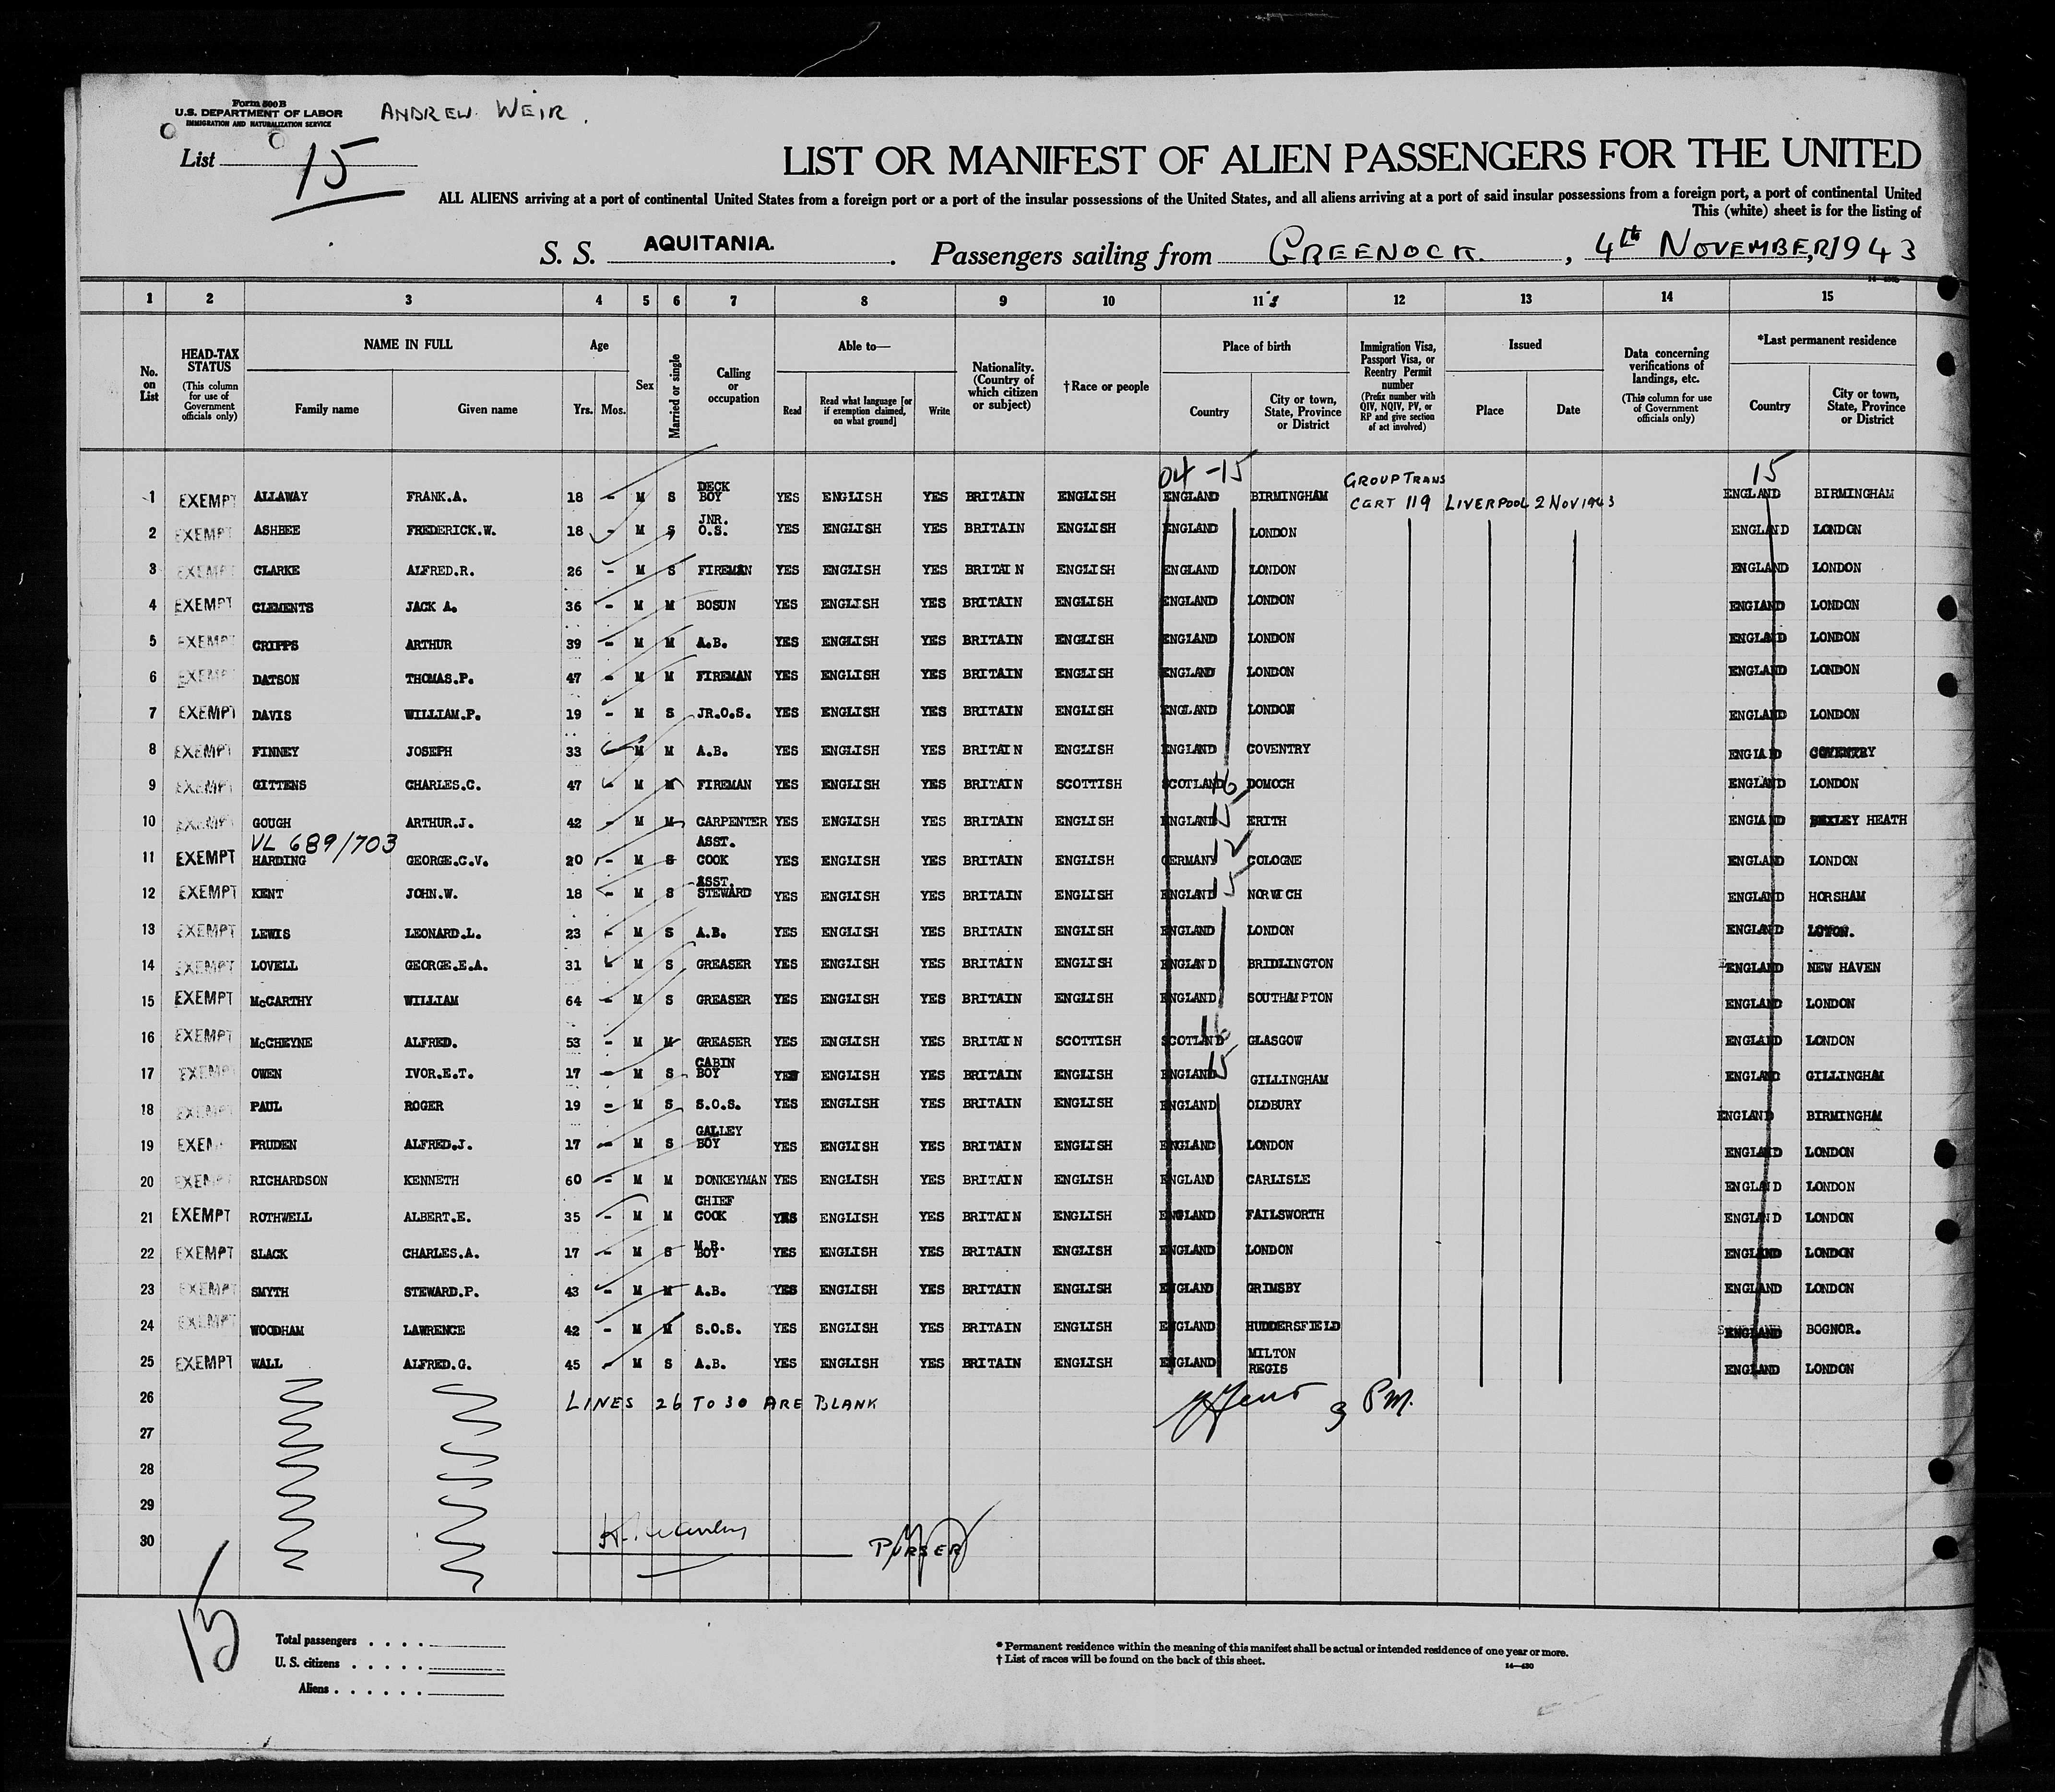 Form 500 B
U.S. DEPARTMENT OF LABOR
IMMIGRATION AND NATURALIZATION SERVICE
ANDREW WEIR.
List 15
LIST OR MANIFEST OF ALIEN PASSENGERS FOR THE UNITED
ALL ALIENS arriving at a port of continental United States from a foreign port or a port of the insular possessions of the United States, and all aliens arriving at a port of said insular possessions from a foreign port, a port of continental United
This (white) sheet is for the listing of
S. S. AQUITANIA. Passengers sailing from GREENOCK., 4th NOVEMBER, 1943
1 2 3 4 5 6 7 8 9 10 11 12 13 14 15
No. on List
HEAD-TAX STATUS (This column for use of Government officials only)
NAME IN FULL
Family name Given name
Age
Yrs. Mos.
Sex
Married or single
Calling or occupation
Able to—
Read
Read what language [or if exemption claimed, on what ground]
Write
Nationality. (Country of which citizen or subject)
†Race or people
Place of birth
Country
City or town, State, Province or District
Immigration Visa, Passport Visa, or Reentry Permit number (Prefix number with QIV, NQIV, PV, or RP and give section of act involved)
Issued
Place Date
Data concerning verifications of landings, etc. (This column for use of Government officials only)
*Last permanent residence
Country
City or town, State, Province or District
04 -15 15
GROUP TRANS
1 EXEMPT ALLAWAY FRANK.A. 18 - M S DECK BOY YES ENGLISH YES BRITAIN ENGLISH ENGLAND BIRMINGHAM CERT 119 LIVERPOOL 2 NOV 1943 ENGLAND BIRMINGHAM
2 EXEMPT ASHBEE FREDERICK.W. 18 - M S JNR. O.S. YES ENGLISH YES BRITAIN ENGLISH ENGLAND LONDON ENGLAND LONDON
3 EXEMPT CLARKE ALFRED.R. 26 - M S FIREMAN YES ENGLISH YES BRITAIN ENGLISH ENGLAND LONDON ENGLAND LONDON
4 EXEMPT CLEMENTS JACK A. 36 - M M BOSUN YES ENGLISH YES BRITAIN ENGLISH ENGLAND LONDON ENGLAND LONDON
5 EXEMPT CRIPPS ARTHUR 39 - M M A.B. YES ENGLISH YES BRITAIN ENGLISH ENGLAND LONDON ENGLAND LONDON
6 EXEMPT DATSON THOMAS.P. 47 - M M FIREMAN YES ENGLISH YES BRITAIN ENGLISH ENGLAND LONDON ENGLAND LONDON
7 EXEMPT DAVIS WILLIAM.P. 19 - M S JR.O.S. YES ENGLISH YES BRITAIN ENGLISH ENGLAND LONDON ENGLAND LONDON
8 EXEMPT FINNEY JOSEPH 33 - M M A.B. YES ENGLISH YES BRITAIN ENGLISH ENGLAND COVENTRY ENGLAND COVENTRY
9 EXEMPT GITTENS CHARLES.C. 47 - M M FIREMAN YES ENGLISH YES BRITAIN SCOTTISH SCOTLAND 16 DOMOCH ENGLAND LONDON
10 EXEMPT GOUGH ARTHUR.J. 42 - M M CARPENTER YES ENGLISH YES BRITAIN ENGLISH ENGLAND 15 ERITH ENGLAND BEXLEY HEATH
VL 689/703
11 EXEMPT HARDING GEORGE.C.V. 20 - M S ASST. COOK YES ENGLISH YES BRITAIN ENGLISH GERMANY COLOGNE ENGLAND LONDON
12 EXEMPT KENT JOHN.W. 18 - M S ASST. STEWARD YES ENGLISH YES BRITAIN ENGLISH ENGLAND 15 NORWICH ENGLAND HORSHAM
13 EXEMPT LEWIS LEONARD.L. 23 - M S A.B. YES ENGLISH YES BRITAIN ENGLISH ENGLAND LONDON ENGLAND
14 EXEMPT LOVELL GEORGE.E.A. 31 - M S GREASER YES ENGLISH YES BRITAIN ENGLISH ENGLAND BRIDLINGTON ENGLAND NEW HAVEN
15 EXEMPT McCARTHY WILLIAM 64 - M S GREASER YES ENGLISH YES BRITAIN ENGLISH ENGLAND SOUTHAMPTON ENGLAND LONDON
16 EXEMPT McCHEYNE ALFRED. 53 - M M GREASER YES ENGLISH YES BRITAIN SCOTTISH SCOTLAND 16 GLASGOW ENGLAND LONDON
17 EXEMPT OWEN IVOR.E.T. 17 - M S CABIN BOY YES ENGLISH YES BRITAIN ENGLISH ENGLAND 15 GILLINGHAM ENGLAND GILLINGHAM
18 EXEMPT PAUL ROGER 19 - M S S.O.S. YES ENGLISH YES BRITAIN ENGLISH ENGLAND OLDBURY ENGLAND BIRMINGHAM
19 EXEM PRUDEN ALFRED.J. 17 - M S GALLEY BOY YES ENGLISH YES BRITAIN ENGLISH ENGLAND LONDON ENGLAND LONDON
20 EXEMPT RICHARDSON KENNETH 60 - M M DONKEYMAN YES ENGLISH YES BRITAIN ENGLISH ENGLAND CARLISLE ENGLAND LONDON
21 EXEMPT ROTHWELL ALBERT.E. 35 - M M CHIEF COOK YES ENGLISH YES BRITAIN ENGLISH ENGLAND FAILSWORTH ENGLAND LONDON
22 EXEMPT SLACK CHARLES.A. 17 - M S M.R. BOY YES ENGLISH YES BRITAIN ENGLISH ENGLAND LONDON ENGLAND LONDON
23 EXEMPT SMYTH STEWARD.P. 43 - M M A.B. YES ENGLISH YES BRITAIN ENGLISH ENGLAND GRIMSBY ENGLAND LONDON
24 EXEMPT WOODHAM LAWRENCE 42 - M M S.O.S. YES ENGLISH YES BRITAIN ENGLISH ENGLAND HUDDERSFIELD ENGLAND BOGNOR.
25 EXEMPT WALL ALFRED.G. 45 - M S A.B. YES ENGLISH YES BRITAIN ENGLISH ENGLAND MILTON REGIS ENGLAND LONDON
26 LINES 26 TO 30 ARE BLANK
27
28
29
30 PURSER
15
Total passengers . . . .
U. S. citizens . . . . .
Aliens . . . . . .
* Permanent residence within the meaning of this manifest shall be actual or intended residence of one year or more.
† List of races will be found on the back of this sheet.
14—430